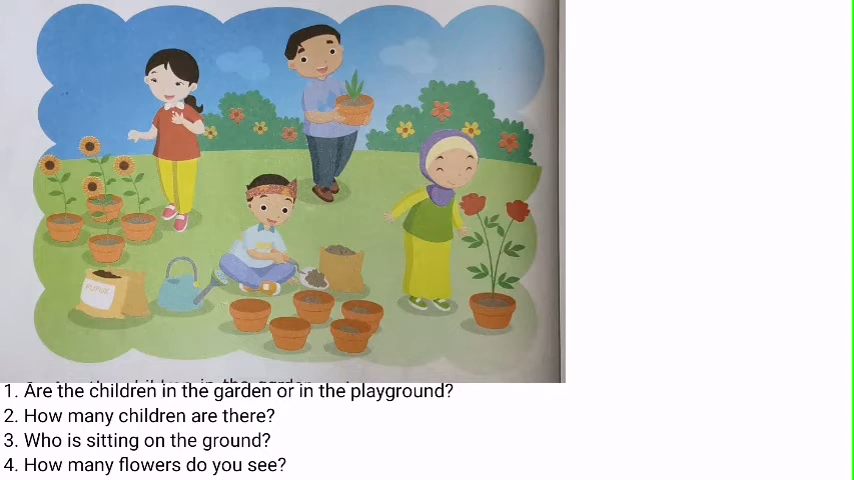 PUPUK
1. Are the children in the garden or in the playground?
2. How many children are there?
3. Who is sitting on the ground?
4. How many flowers do you see?